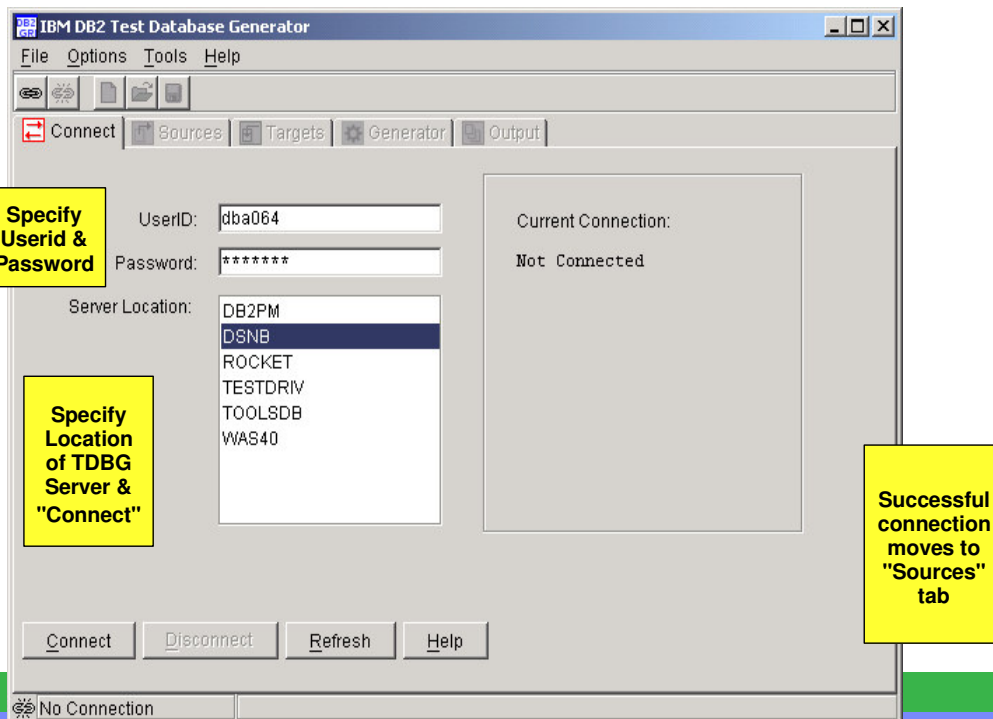 DB2 GR IBM DB2 Test Database Generator
File Options Tools Help
Connect Sources Targets Generator Output
Specify
Userid &
Password
UserID: dba064
Password: *******
Server Location:
DB2PM
DSNB
ROCKET
TESTDRIV
TOOLSDB
WAS40
Current Connection:
Not Connected
Specify
Location
of TDBG
Server &
"Connect"
Successful
connection
moves to
"Sources"
tab
Connect Disconnect Refresh Help
No Connection